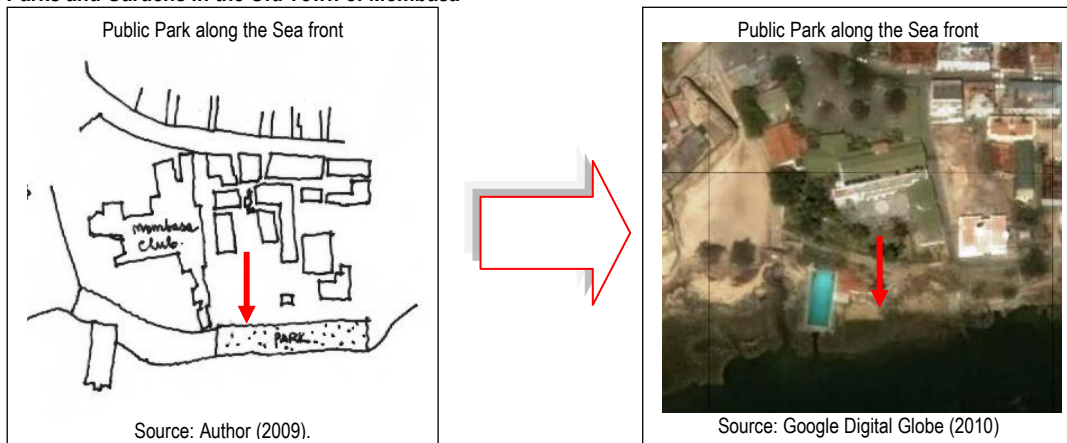 Parks and Gardens in the Old Town of Mombasa
Public Park along the Sea front
mombasa
club.
PARK
Source: Author (2009).
Public Park along the Sea front
Source: Google Digital Globe (2010)